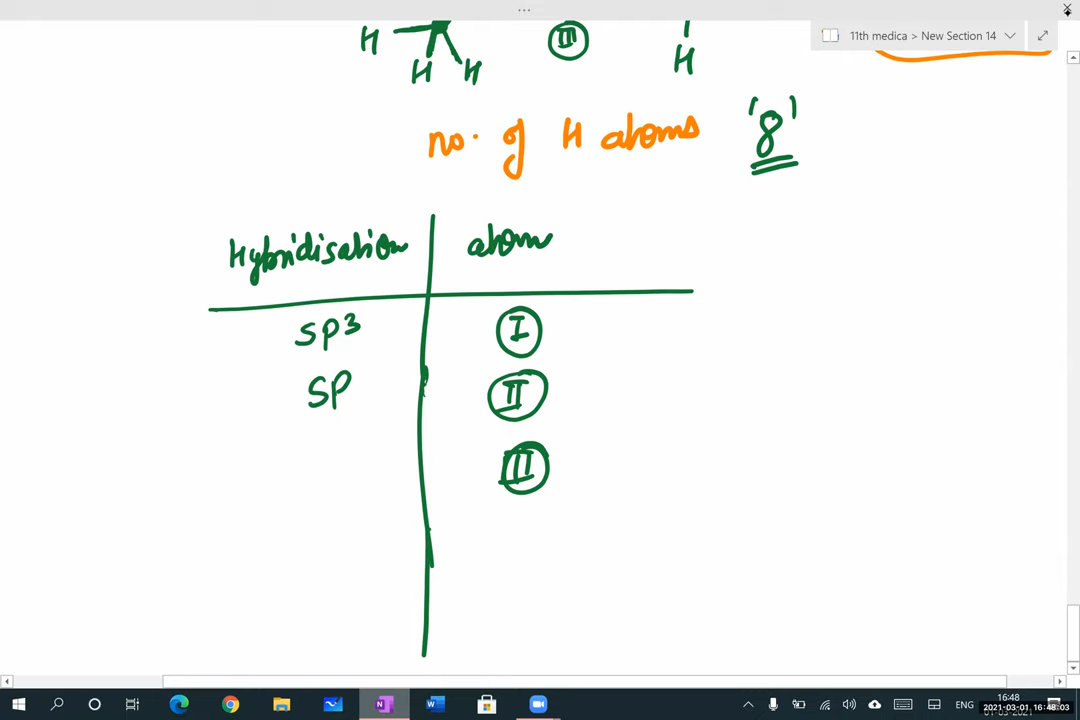 11th medica > New Section 14
H III H
H H
no. of H atoms '8'
Hybridisation atom
SP3 I
SP II
III
16:48
ENG
2021-03-01 16:48:03